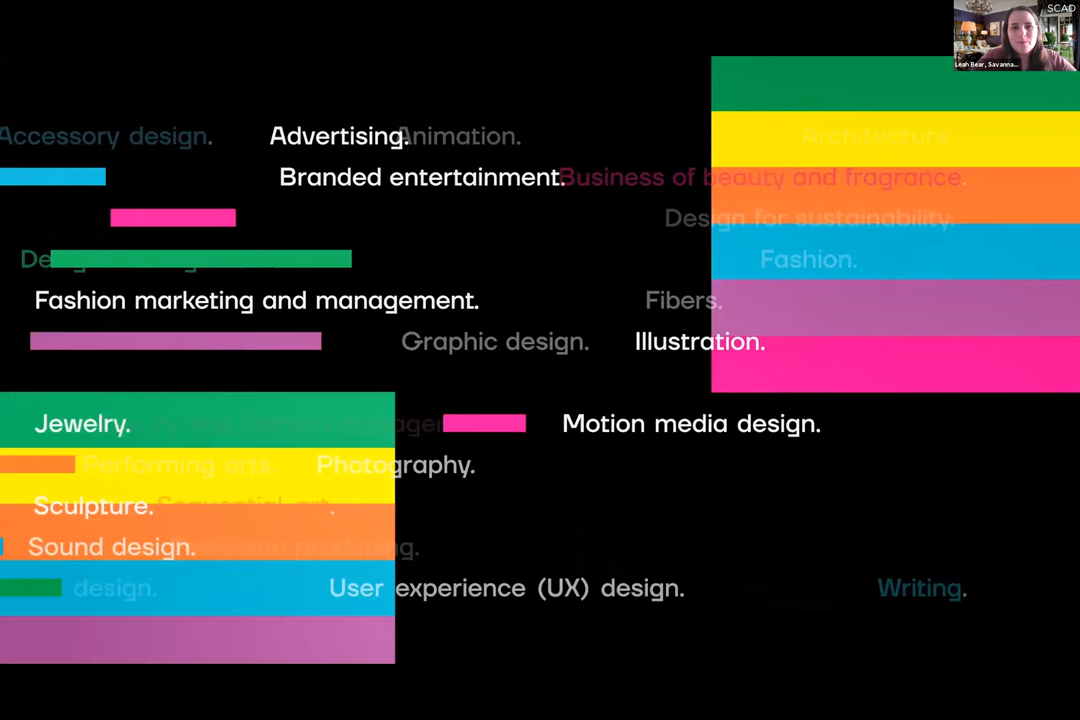 SCAD
Leah Bear, Savanna...
Accessory design. Advertising. Animation. Architecture.
Branded entertainment. Business of beauty and fragrance.
Design for sustainability.
Fashion.
Fashion marketing and management. Fibers.
Graphic design. Illustration.
Jewelry. Motion media design.
Performing arts. Photography.
Sculpture. Sequential art.
Sound design. producing.
design. User experience (UX) design. Writing.